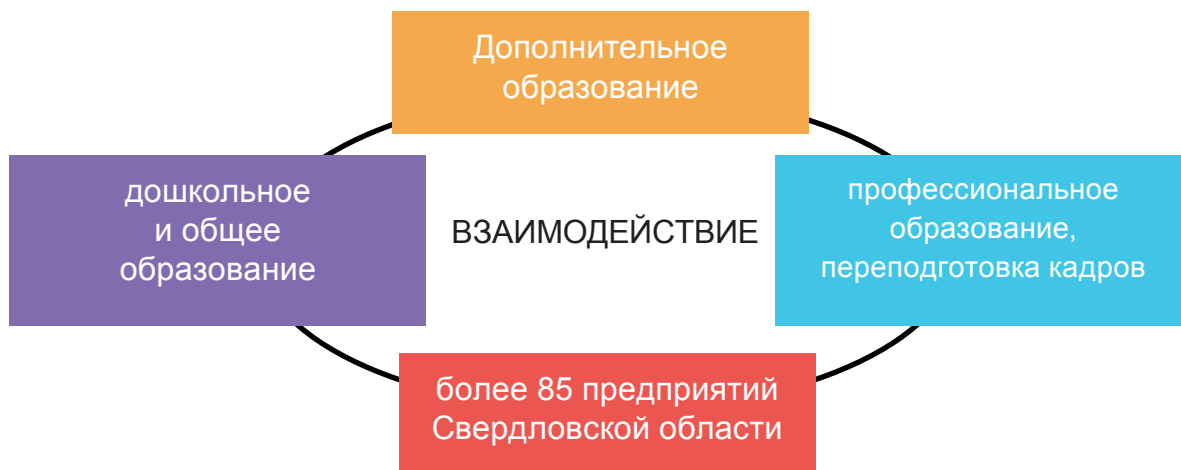 Дополнительное
образование
дошкольное
и общее
образование
ВЗАИМОДЕЙСТВИЕ
профессиональное
образование,
переподготовка кадров
более 85 предприятий
Свердловской области